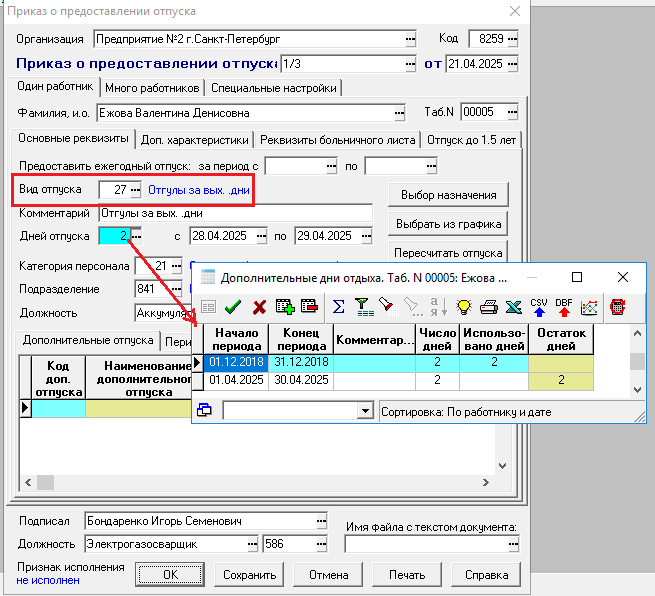 Приказ о предоставлении отпуска
Организация Предприятие №2 г.Санкт-Петербург Код 8259
Приказ о предоставлении отпуска 1/3 от 21.04.2025
Один работник Много работников Специальные настройки
Фамилия, и.о. Ежова Валентина Денисовна Таб.N 00005
Основные реквизиты Доп. характеристики Реквизиты больничного листа Отпуск до 1.5 лет
Предоставить ежегодный отпуск: за период с по
Вид отпуска 27 Отгулы за вых. .дни
Выбор назначения
Комментарий Отгулы за вых. .дни
Выбрать из графика
Дней отпуска 2 с 28.04.2025 по 29.04.2025
Пересчитать отпуска
Категория персонала 21
Подразделение 841
Должность Аккумуля
Дополнительные отпуска Пери
Код доп. отпуска
Наименование дополнительного отпуска
Дополнительные дни отдыха. Таб. N 00005: Ежова ...
CSV DBF
Начало периода Конец периода Комментар... Число дней Использо-вано дней Остаток дней
01.12.2018 31.12.2018 2 2
01.04.2025 30.04.2025 2 2
Сортировка: По работнику и дате
Подписал Бондаренко Игорь Семенович
Имя файла с текстом документа:
Должность Электрогазосварщик 586
Признак исполнения
не исполнен
OK Сохранить Отмена Печать Справка